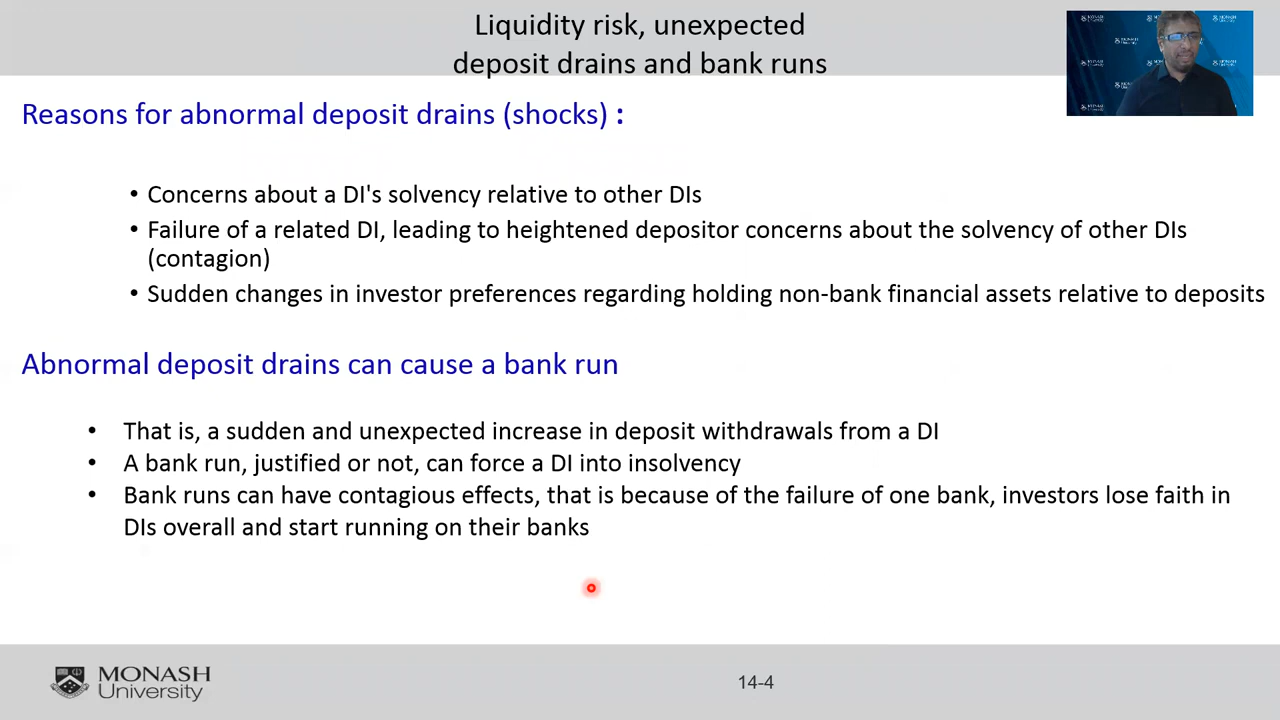 Liquidity risk, unexpected
deposit drains and bank runs
Reasons for abnormal deposit drains (shocks) :
• Concerns about a DI's solvency relative to other DIs
• Failure of a related DI, leading to heightened depositor concerns about the solvency of other DIs
(contagion)
• Sudden changes in investor preferences regarding holding non-bank financial assets relative to deposits
Abnormal deposit drains can cause a bank run
• That is, a sudden and unexpected increase in deposit withdrawals from a DI
• A bank run, justified or not, can force a DI into insolvency
• Bank runs can have contagious effects, that is because of the failure of one bank, investors lose faith in
DIs overall and start running on their banks
MONASH
University
14-4